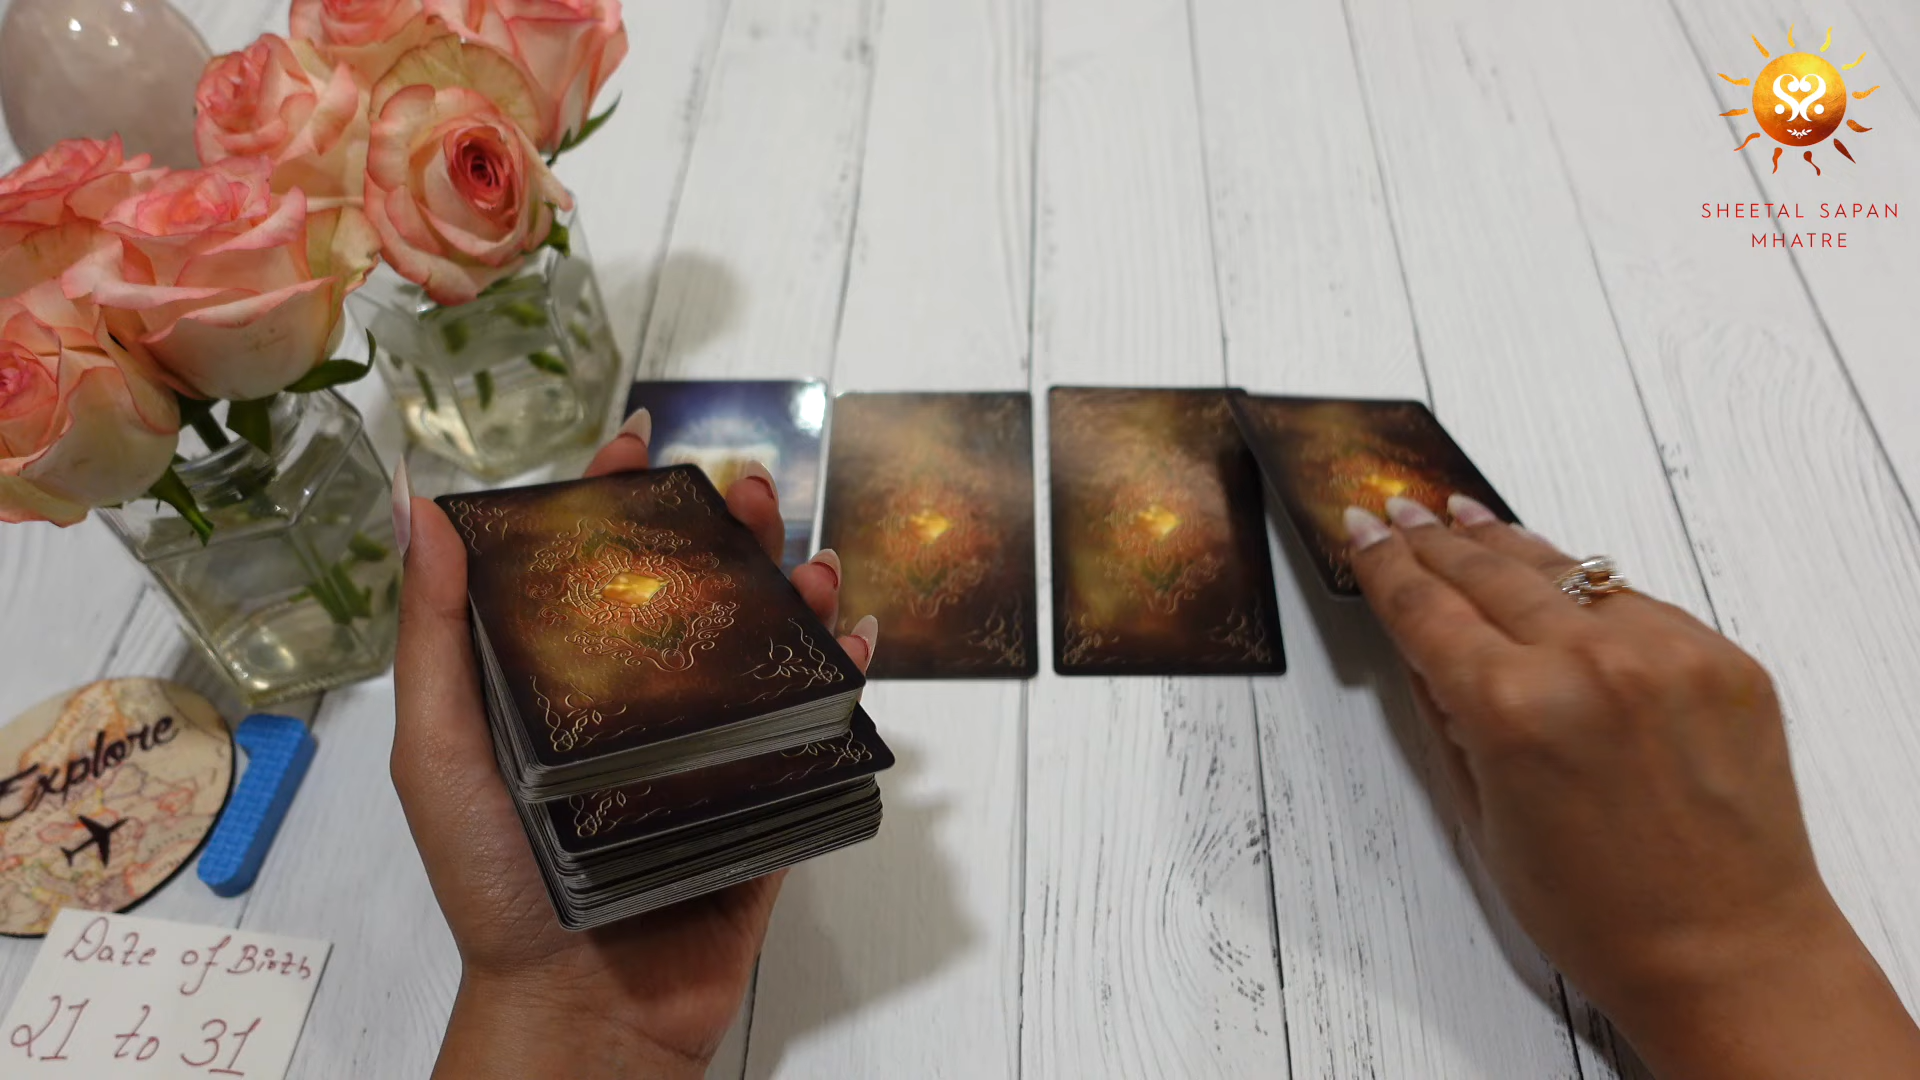 SHEETAL SAPAN
MHATRE
Explore
Date of Birth
21 to 31